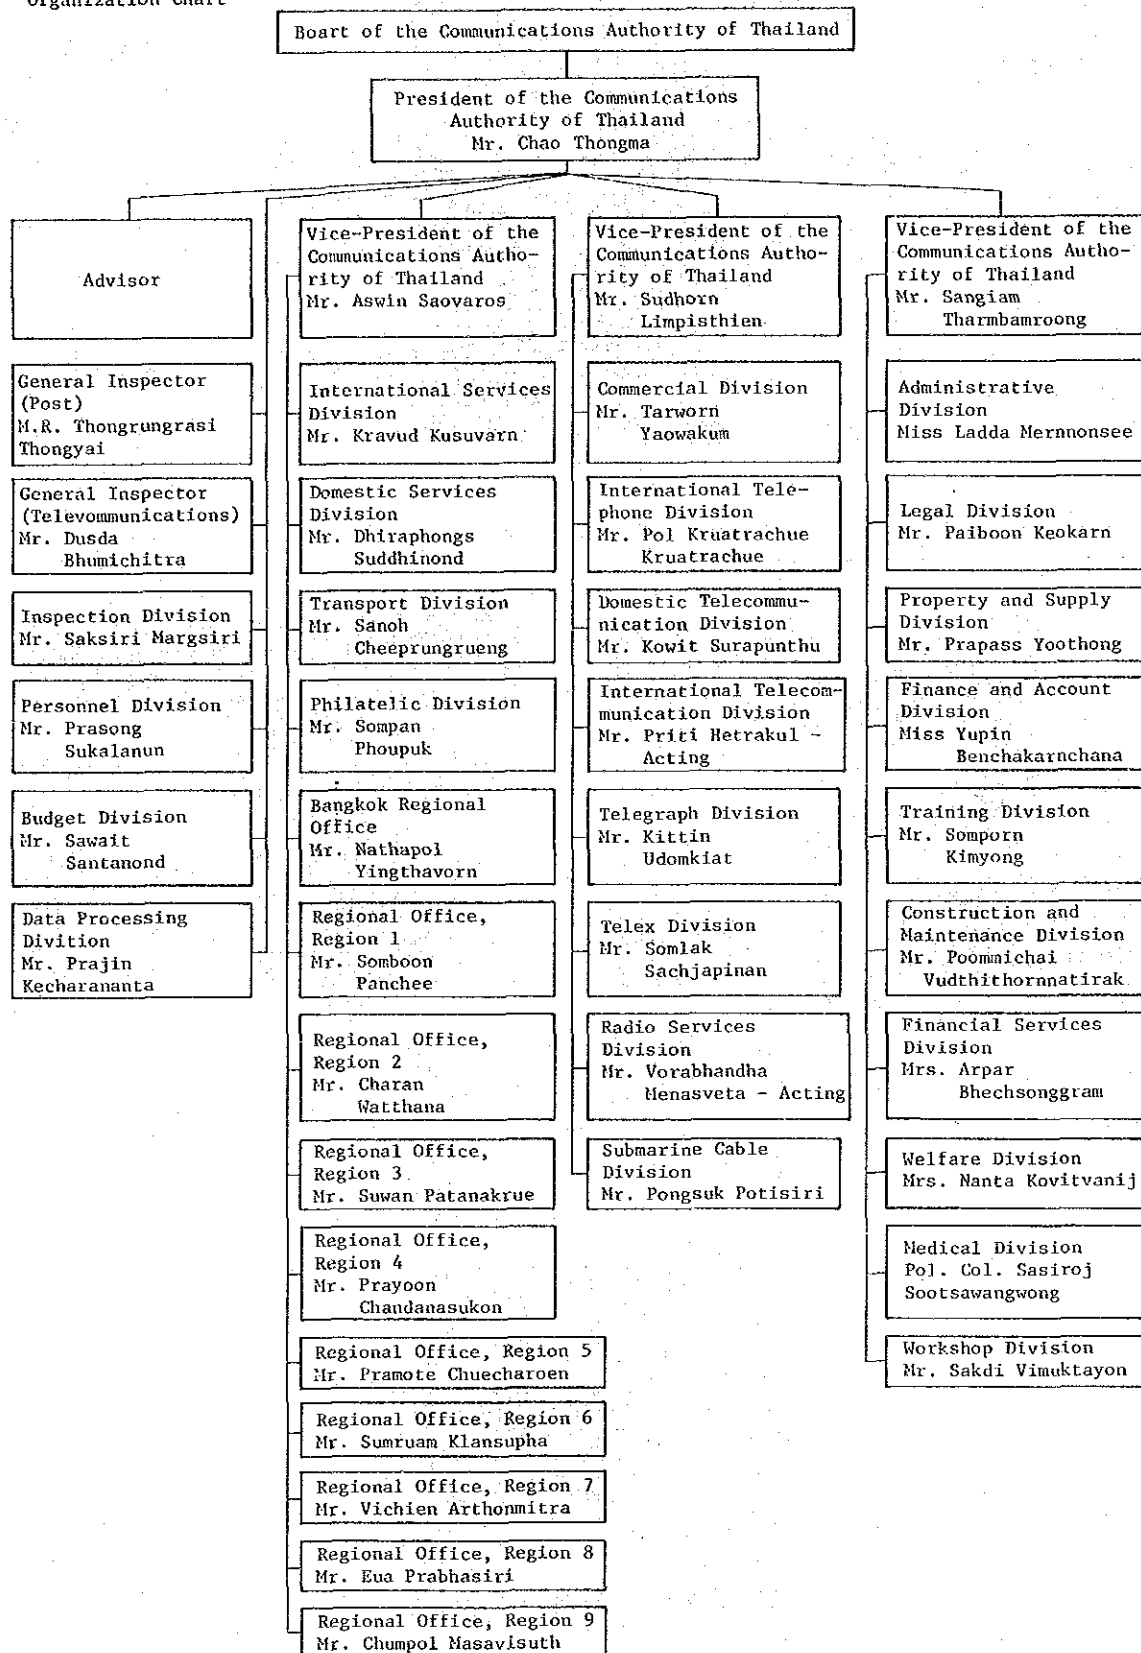 Organization Chart
Boart of the Communications Authority of Thailand
President of the Communications
Authority of Thailand
Mr. Chao Thongma
Advisor
General Inspector
(Post)
M.R. Thongrungrasi
Thongyai
General Inspector
(Televommunications)
Mr. Dusda
Bhumichitra
Inspection Division
Mr. Saksiri Margsiri
Personnel Division
Mr. Prasong
Sukalanun
Budget Division
Mr. Sawait
Santanond
Data Processing
Divition
Mr. Prajin
Kecharananta
Vice-President of the
Communications Autho-
rity of Thailand
Mr. Aswin Saovaros
International Services
Division
Mr. Kravud Kusuvarn
Domestic Services
Division
Mr. Dhiraphongs
Suddhinond
Transport Division
Mr. Sanoh
Cheeprungrueng
Philatelic Division
Mr. Sompan
Phoupuk
Bangkok Regional
Office
Mr. Nathapol
Yingthavorn
Regional Office,
Region 1
Mr. Somboon
Panchee
Regional Office,
Region 2
Mr. Charan
Watthana
Regional Office,
Region 3
Mr. Suwan Patanakrue
Regional Office,
Region 4
Mr. Prayoon
Chandanasukon
Regional Office, Region 5
Mr. Pramote Chuecharoen
Regional Office, Region 6
Mr. Sumruam Klansupha
Regional Office, Region 7
Mr. Vichien Arthonmitra
Regional Office, Region 8
Mr. Eua Prabhasiri
Regional Office, Region 9
Mr. Chumpol Masavisuth
Vice-President of the
Communications Autho-
rity of Thailand
Mr. Sudhorn
Limpisthien
Commercial Division
Mr. Tarworn
Yaowakum
International Tele-
phone Division
Mr. Pol Kruatrachue
Kruatrachue
Domestic Telecommu-
nication Division
Mr. Kowit Surapunthu
International Telecom-
munication Division
Mr. Priti Hetrakul -
Acting
Telegraph Division
Mr. Kittin
Udomkiat
Telex Division
Mr. Somlak
Sachjapinan
Radio Services
Division
Mr. Vorabhandha
Menasveta - Acting
Submarine Cable
Division
Mr. Pongsuk Potisiri
Vice-President of the
Communications Autho-
rity of Thailand
Mr. Sangiam
Tharmbamroong
Administrative
Division
Miss Ladda Mernnonsee
Legal Division
Mr. Paiboon Keokarn
Property and Supply
Division
Mr. Prapass Yoothong
Finance and Account
Division
Miss Yupin
Benchakarnchana
Training Division
Mr. Somporn
Kimyong
Construction and
Maintenance Division
Mr. Poommichai
Vudthithornnatirak
Financial Services
Division
Mrs. Arpar
Bhechsonggram
Welfare Division
Mrs. Nanta Kovitvanij
Medical Division
Pol. Col. Sasiroj
Sootsawangwong
Workshop Division
Mr. Sakdi Vimuktayon